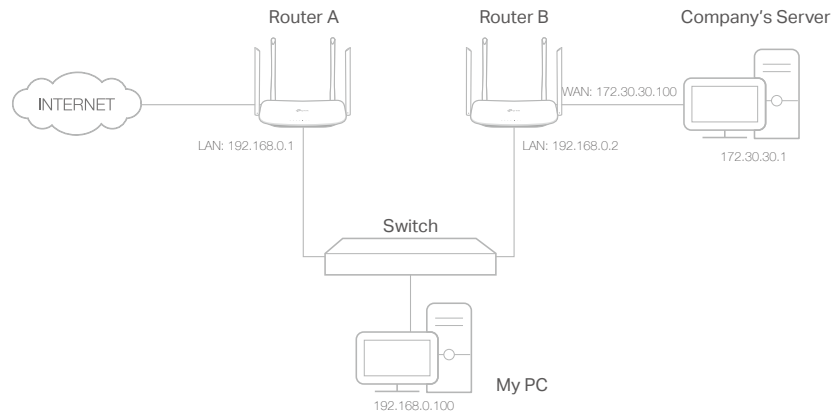 Router A
Router B
Company's Server
INTERNET
WAN: 172.30.30.100
LAN: 192.168.0.1
LAN: 192.168.0.2
172.30.30.1
Switch
My PC
192.168.0.100